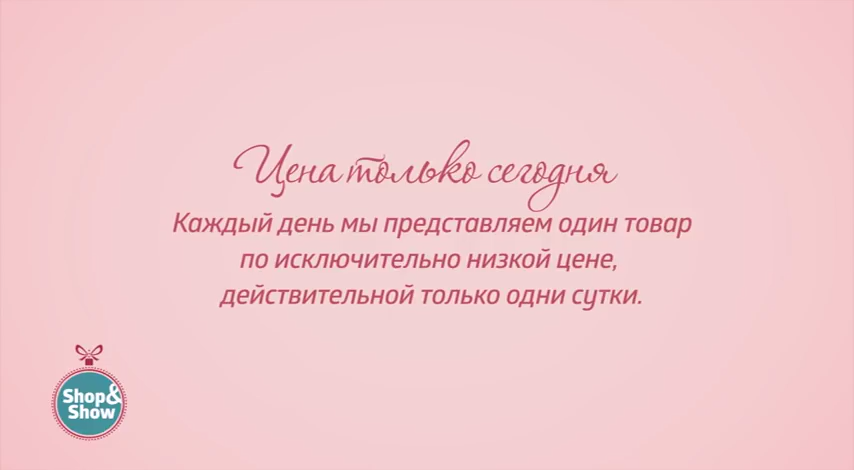 Цена только сегодня
Каждый день мы представляем один товар
по исключительно низкой цене,
действительной только одни сутки.
Shop&
Show